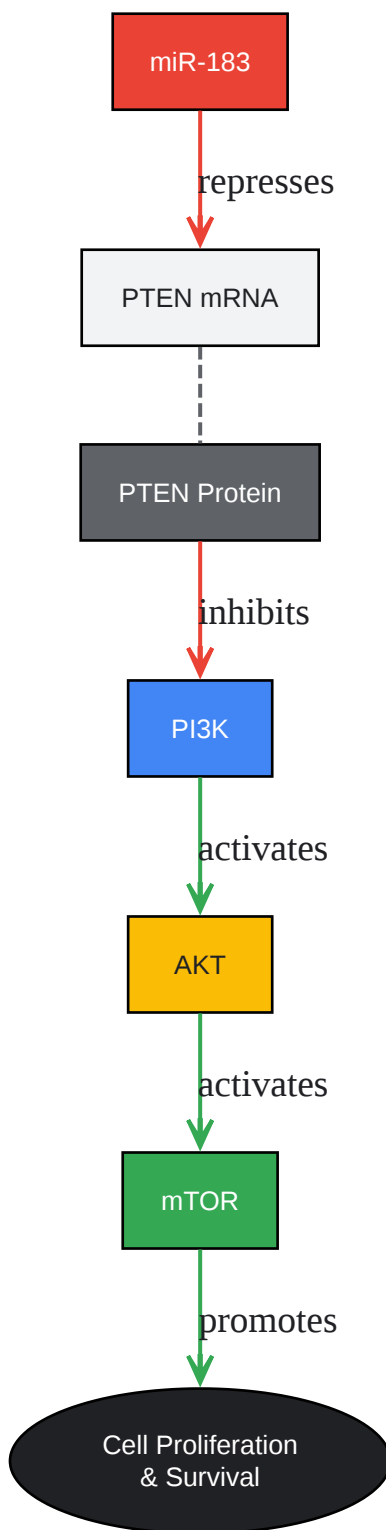 miR-183
represses
PTEN mRNA
PTEN Protein
inhibits
PI3K
activates
AKT
activates
mTOR
promotes
Cell Proliferation
& Survival